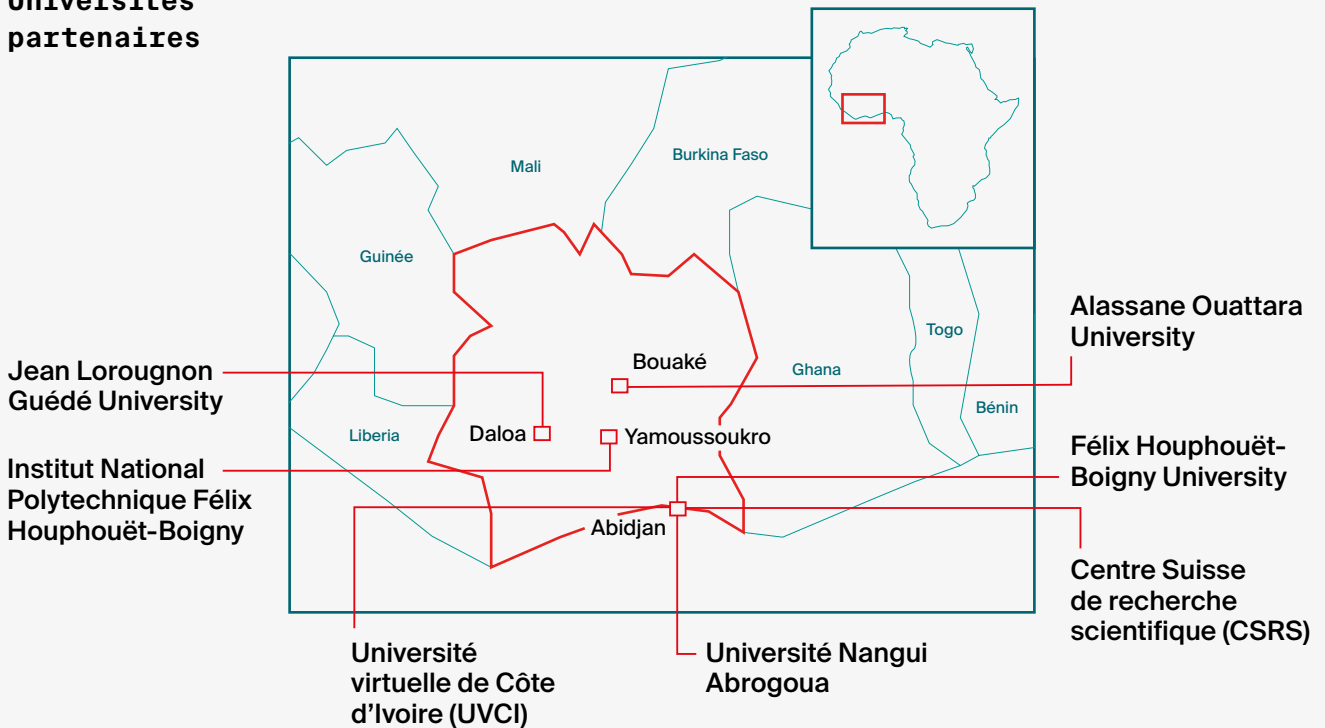 Universités
partenaires
Mali
Burkina Faso
Guinée
Alassane Ouattara
University
Togo
Bouaké
Ghana
Jean Lorougnon
Guédé University
Bénin
Liberia
Daloa
Yamoussoukro
Félix Houphouët-
Boigny University
Institut National
Polytechnique Félix
Houphouët-Boigny
Abidjan
Centre Suisse
de recherche
scientifique (CSRS)
Université
virtuelle de Côte
d'Ivoire (UVCI)
Université Nangui
Abrogoua